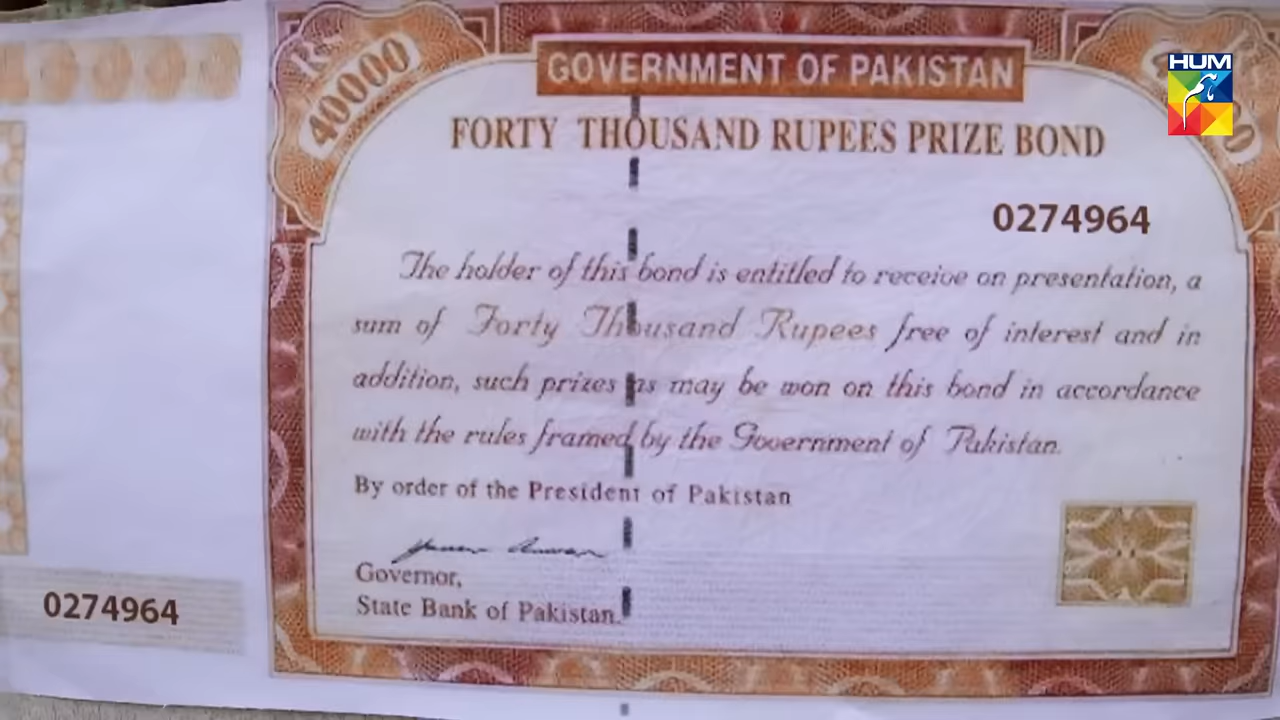 HUM
Rs
40000
GOVERNMENT OF PAKISTAN
FORTY THOUSAND RUPEES PRIZE BOND
0274964
The holder of this bond is entitled to receive on presentation, a
sum of Forty Thousand Rupees free of interest and in
addition, such prizes as may be won on this bond in accordance
with the rules framed by the Government of Pakistan.
By order of the President of Pakistan
Governor,
State Bank of Pakistan.
0274964